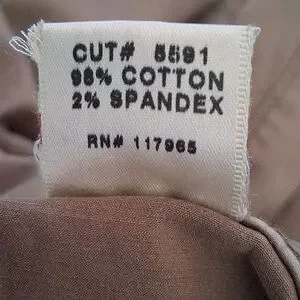 CUT# 5591
98% COTTON
2% SPANDEX
RN# 117965